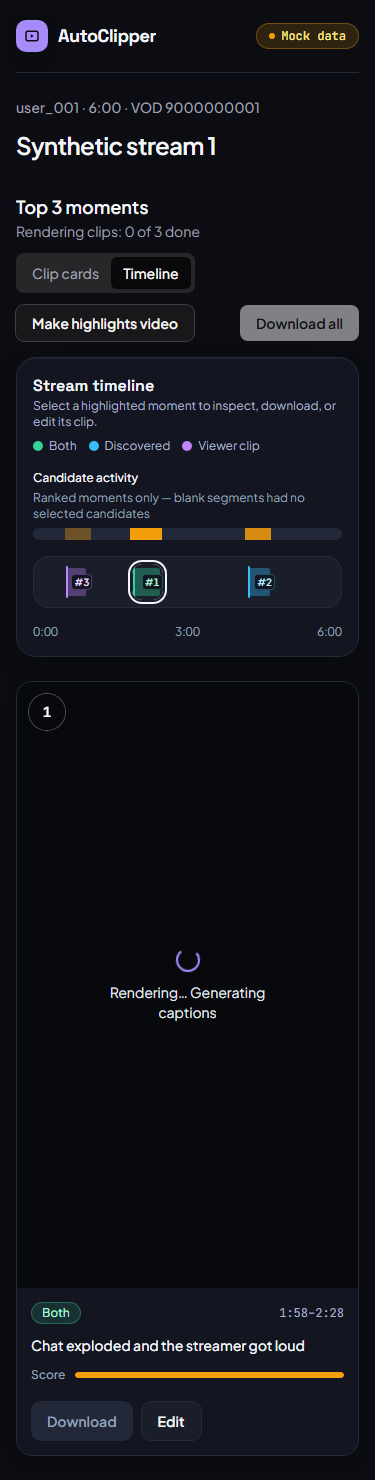 AutoClipper
Mock data
user_001 · 6:00 · VOD 9000000001
Synthetic stream 1
Top 3 moments
Rendering clips: 0 of 3 done
Clip cards
Timeline
Make highlights video
Download all
Stream timeline
Select a highlighted moment to inspect, download, or
edit its clip.
Both
Discovered
Viewer clip
Candidate activity
Ranked moments only — blank segments had no
selected candidates
#3
#1
#2
0:00
3:00
6:00
1
Rendering… Generating
captions
Both
1:58–2:28
Chat exploded and the streamer got loud
Score
Download
Edit